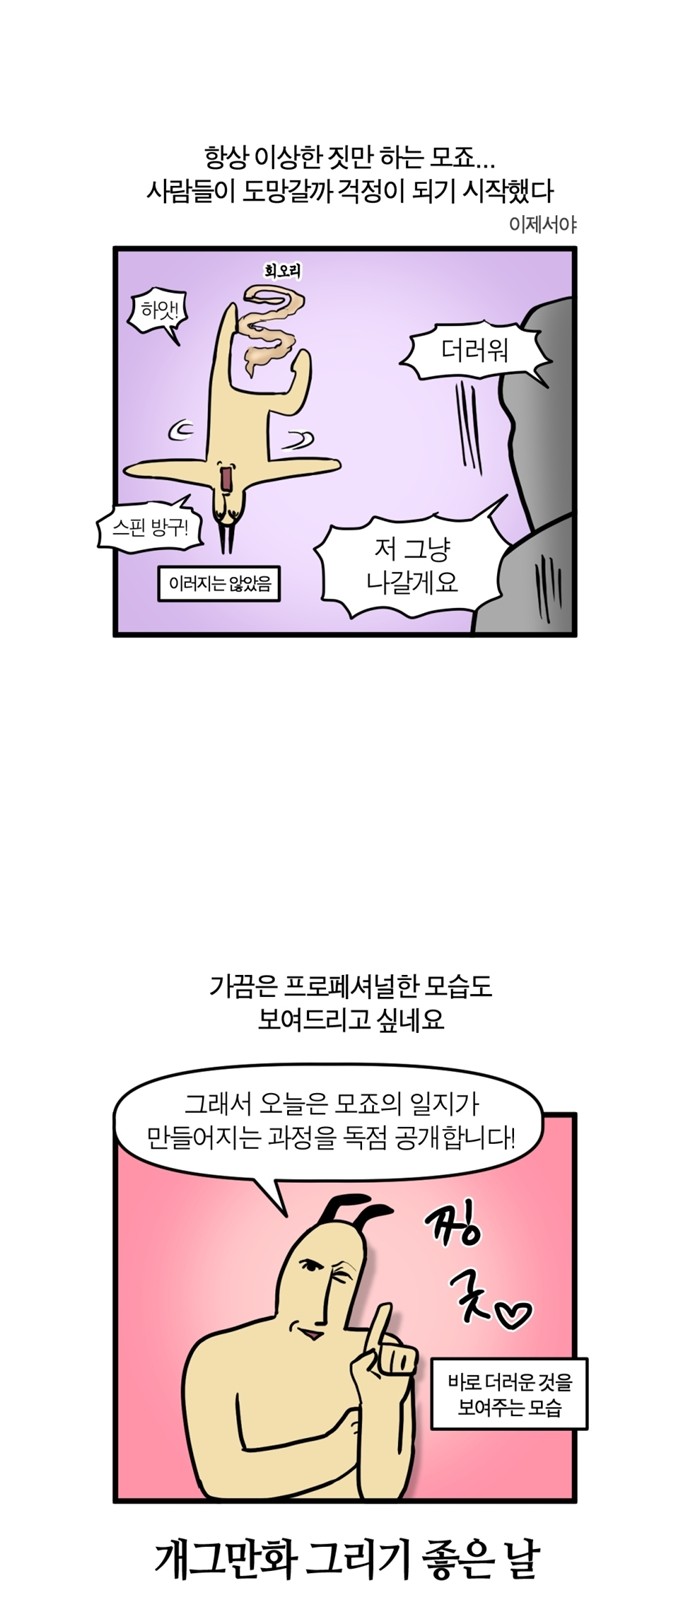 항상 이상한 짓만 하는 모죠...
사람들이 도망갈까 걱정이 되기 시작했다
이제서야
회오리
하앗!
더러워
스핀 방구!
저 그냥
나갈게요
이러지는 않았음
가끔은 프로페셔널한 모습도
보여드리고 싶네요
그래서 오늘은 모죠의 일지가
만들어지는 과정을 독점 공개합니다!
찡
긋♡
바로 더러운 것을
보여주는 모습
개그만화 그리기 좋은 날